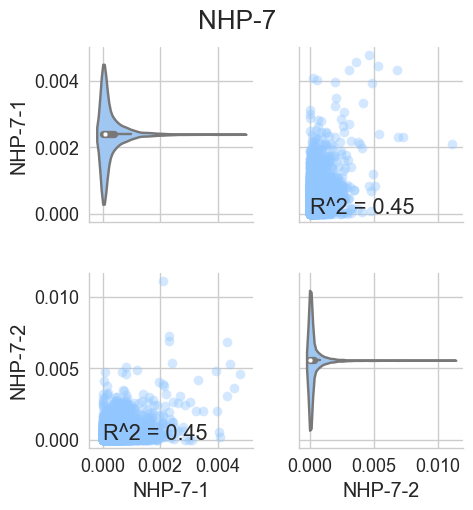 NHP-7
NHP-7-1
0.004
0.002
0.000
R^2 = 0.45
NHP-7-2
0.010
0.005
0.000
R^2 = 0.45
0.000 0.002 0.004
0.000 0.005 0.010
NHP-7-1
NHP-7-2